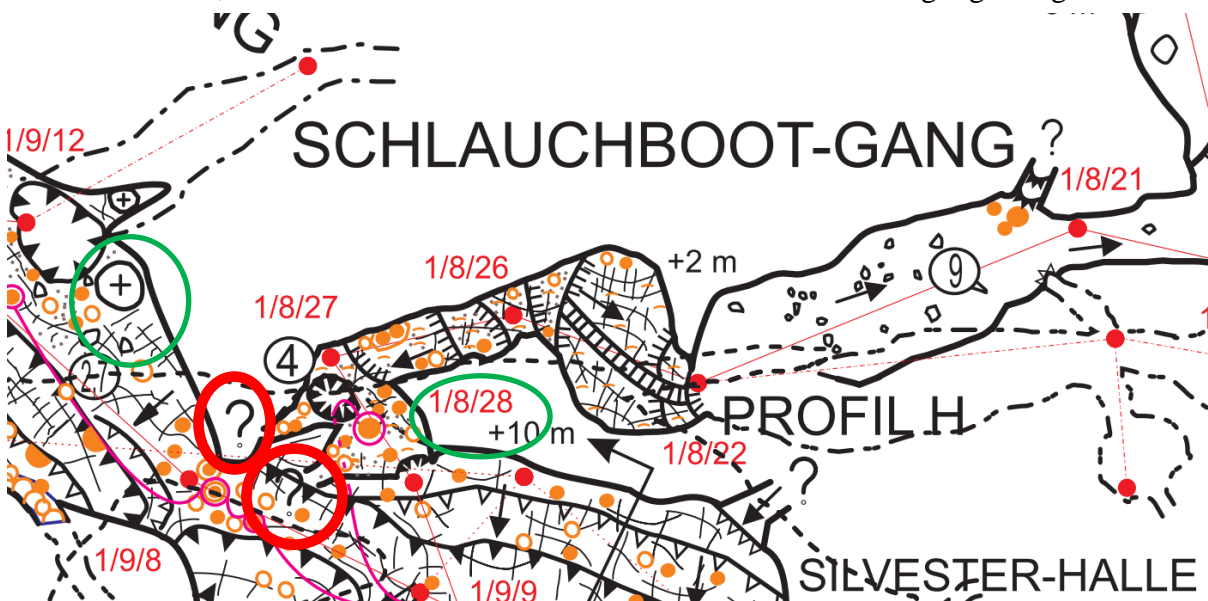 NG
1/9/12
SCHLAUCHBOOT-GANG
?
1/8/21
+
+
1/8/26
+2 m
9
1/8/27
4
?
1/8/28
+10 m
PROFIL H
1/8/22
?
?
1/9/8
1/9/9
SILVESTER-HALLE